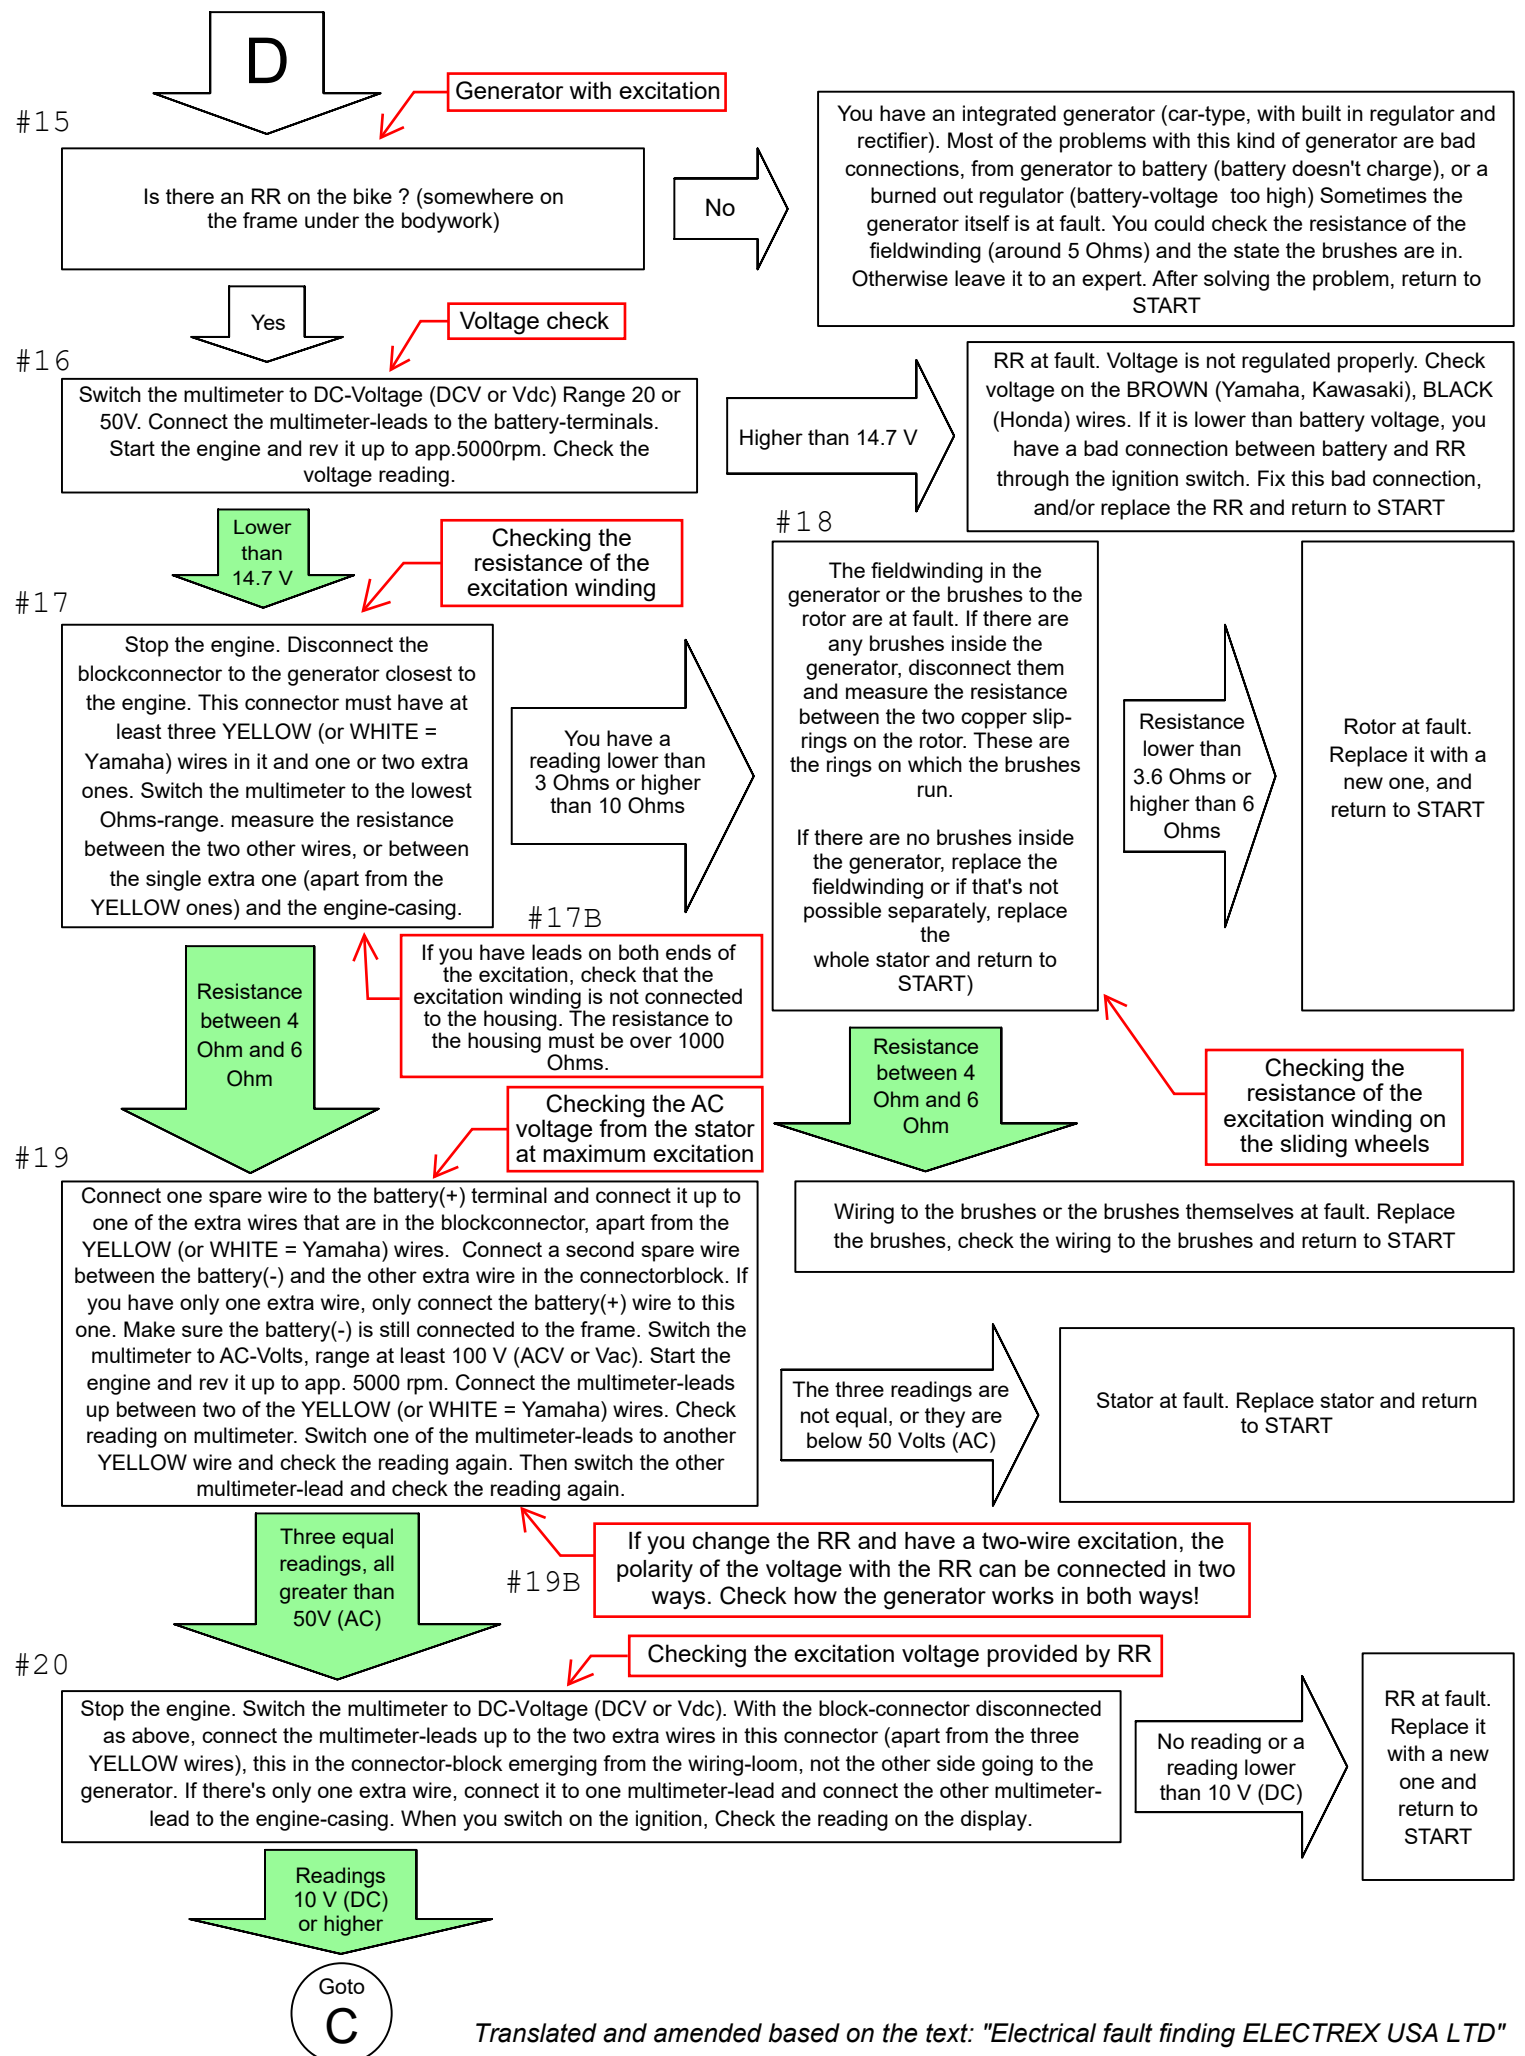 D
Generator with excitation
#15
Is there an RR on the bike ? (somewhere on
the frame under the bodywork)
No
You have an integrated generator (car-type, with built in regulator and
rectifier). Most of the problems with this kind of generator are bad
connections, from generator to battery (battery doesn't charge), or a
burned out regulator (battery-voltage  too high) Sometimes the
generator itself is at fault. You could check the resistance of the
fieldwinding (around 5 Ohms) and the state the brushes are in.
Otherwise leave it to an expert. After solving the problem, return to
START
Yes
Voltage check
#16
Switch the multimeter to DC-Voltage (DCV or Vdc) Range 20 or
50V. Connect the multimeter-leads to the battery-terminals.
Start the engine and rev it up to app.5000rpm. Check the
voltage reading.
Higher than 14.7 V
RR at fault. Voltage is not regulated properly. Check
voltage on the BROWN (Yamaha, Kawasaki), BLACK
(Honda) wires. If it is lower than battery voltage, you
have a bad connection between battery and RR
through the ignition switch. Fix this bad connection,
and/or replace the RR and return to START
Lower
than
14.7 V
Checking the
resistance of the
excitation winding
#17
Stop the engine. Disconnect the
blockconnector to the generator closest to
the engine. This connector must have at
least three YELLOW (or WHITE =
Yamaha) wires in it and one or two extra
ones. Switch the multimeter to the lowest
Ohms-range. measure the resistance
between the two other wires, or between
the single extra one (apart from the
YELLOW ones) and the engine-casing.
You have a
reading lower than
3 Ohms or higher
than 10 Ohms
#18
The fieldwinding in the
generator or the brushes to the
rotor are at fault. If there are
any brushes inside the
generator, disconnect them
and measure the resistance
between the two copper slip-
rings on the rotor. These are
the rings on which the brushes
run.
If there are no brushes inside
the generator, replace the
fieldwinding or if that's not
possible separately, replace
the
whole stator and return to
START)
Resistance
lower than
3.6 Ohms or
higher than 6
Ohms
Rotor at fault.
Replace it with a
new one, and
return to START
#17B
If you have leads on both ends of
the excitation, check that the
excitation winding is not connected
to the housing. The resistance to
the housing must be over 1000
Ohms.
Resistance
between 4
Ohm and 6
Ohm
Resistance
between 4
Ohm and 6
Ohm
Checking the
resistance of the
excitation winding on
the sliding wheels
Checking the AC
voltage from the stator
at maximum excitation
#19
Connect one spare wire to the battery(+) terminal and connect it up to
one of the extra wires that are in the blockconnector, apart from the
YELLOW (or WHITE = Yamaha) wires.  Connect a second spare wire
between the battery(-) and the other extra wire in the connectorblock. If
you have only one extra wire, only connect the battery(+) wire to this
one. Make sure the battery(-) is still connected to the frame. Switch the
multimeter to AC-Volts, range at least 100 V (ACV or Vac). Start the
engine and rev it up to app. 5000 rpm. Connect the multimeter-leads
up between two of the YELLOW (or WHITE = Yamaha) wires. Check
reading on multimeter. Switch one of the multimeter-leads to another
YELLOW wire and check the reading again. Then switch the other
multimeter-lead and check the reading again.
Wiring to the brushes or the brushes themselves at fault. Replace
the brushes, check the wiring to the brushes and return to START
The three readings are
not equal, or they are
below 50 Volts (AC)
Stator at fault. Replace stator and return
to START
Three equal
readings, all
greater than
50V (AC)
#19B
If you change the RR and have a two-wire excitation, the
polarity of the voltage with the RR can be connected in two
ways. Check how the generator works in both ways!
Checking the excitation voltage provided by RR
#20
Stop the engine. Switch the multimeter to DC-Voltage (DCV or Vdc). With the block-connector disconnected
as above, connect the multimeter-leads up to the two extra wires in this connector (apart from the three
YELLOW wires), this in the connector-block emerging from the wiring-loom, not the other side going to the
generator. If there's only one extra wire, connect it to one multimeter-lead and connect the other multimeter-
lead to the engine-casing. When you switch on the ignition, Check the reading on the display.
No reading or a
reading lower
than 10 V (DC)
RR at fault.
Replace it
with a new
one and
return to
START
Readings
10 V (DC)
or higher
Goto
C
Translated and amended based on the text: "Electrical fault finding ELECTREX USA LTD"